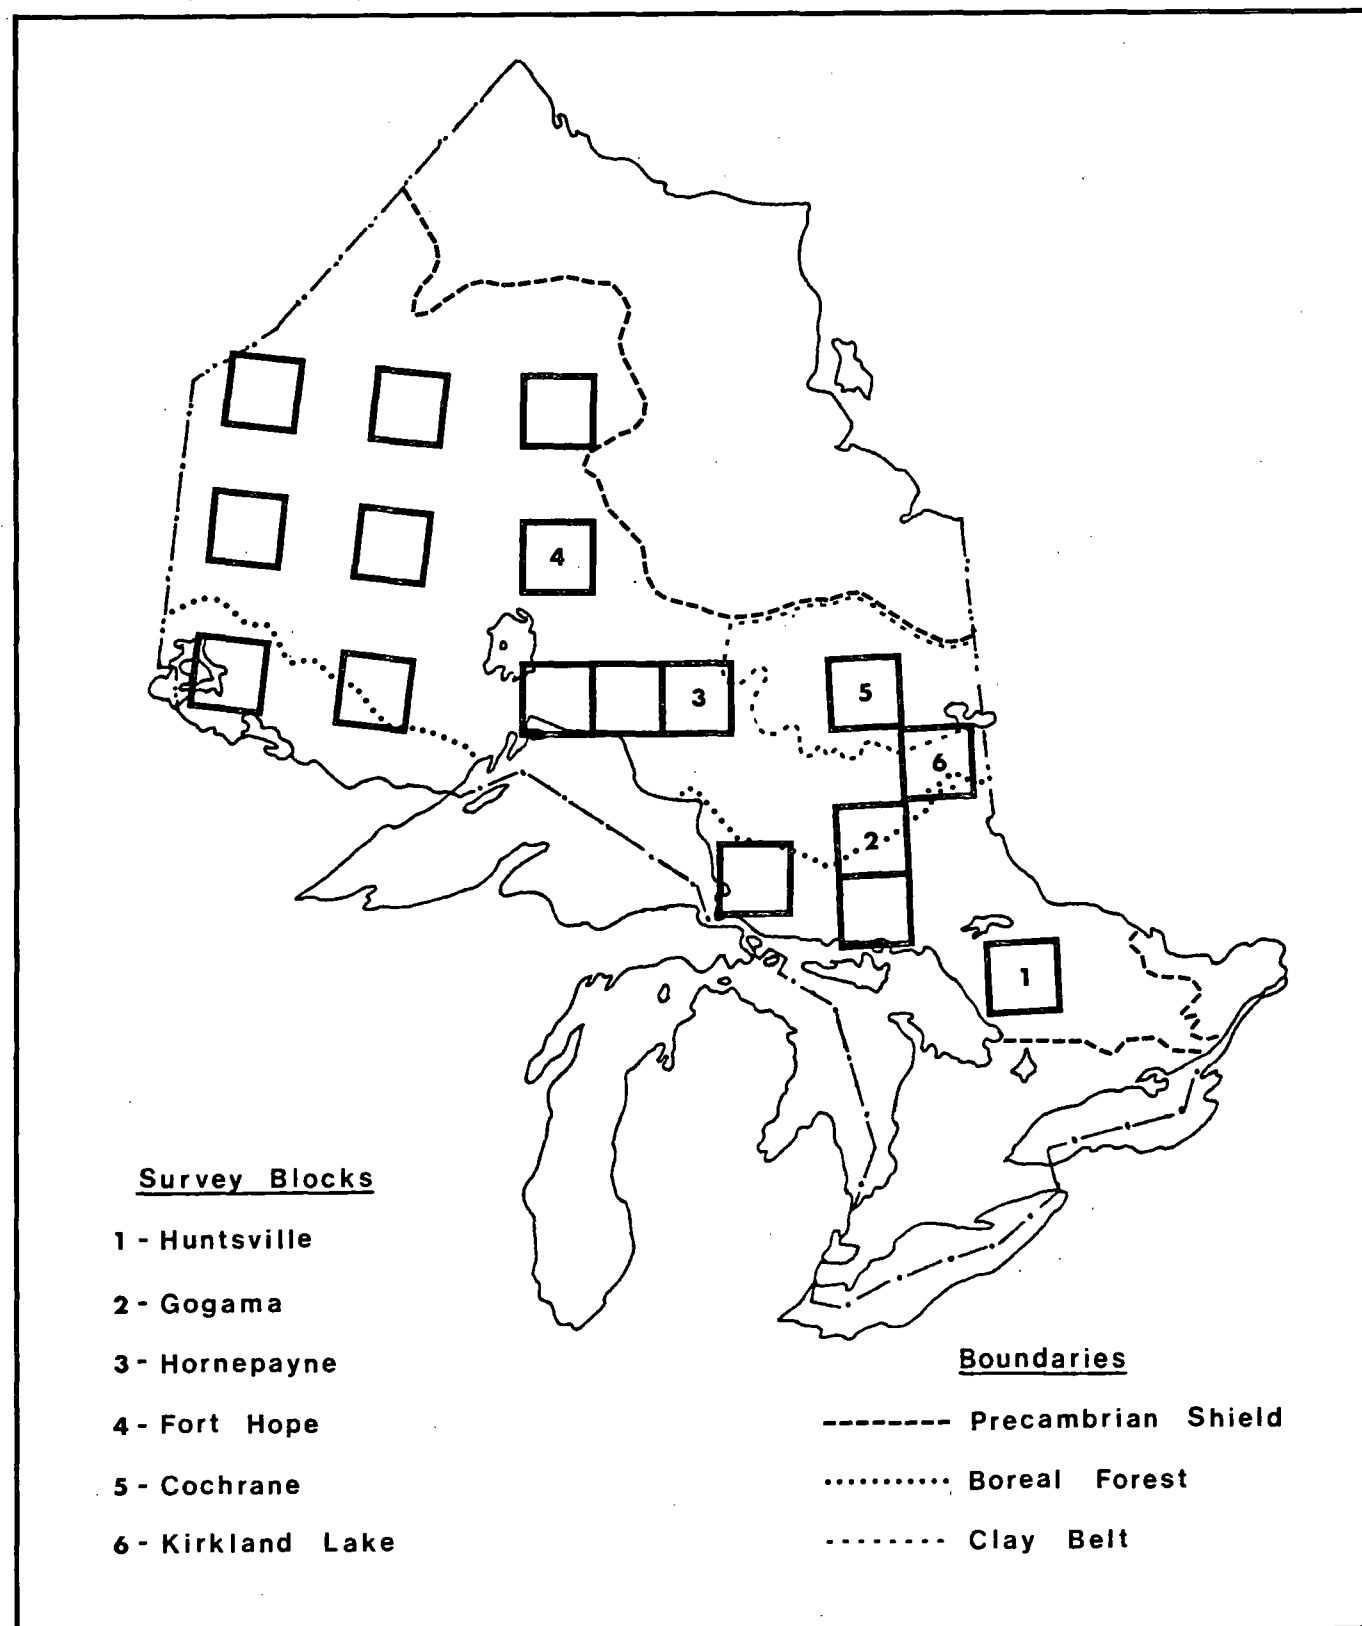 4
3
5
6
2
1
Survey Blocks
1 - Huntsville
2 - Gogama
3 - Hornepayne
4 - Fort Hope
5 - Cochrane
6 - Kirkland Lake
Boundaries
Precambrian Shield
Boreal Forest
Clay Belt